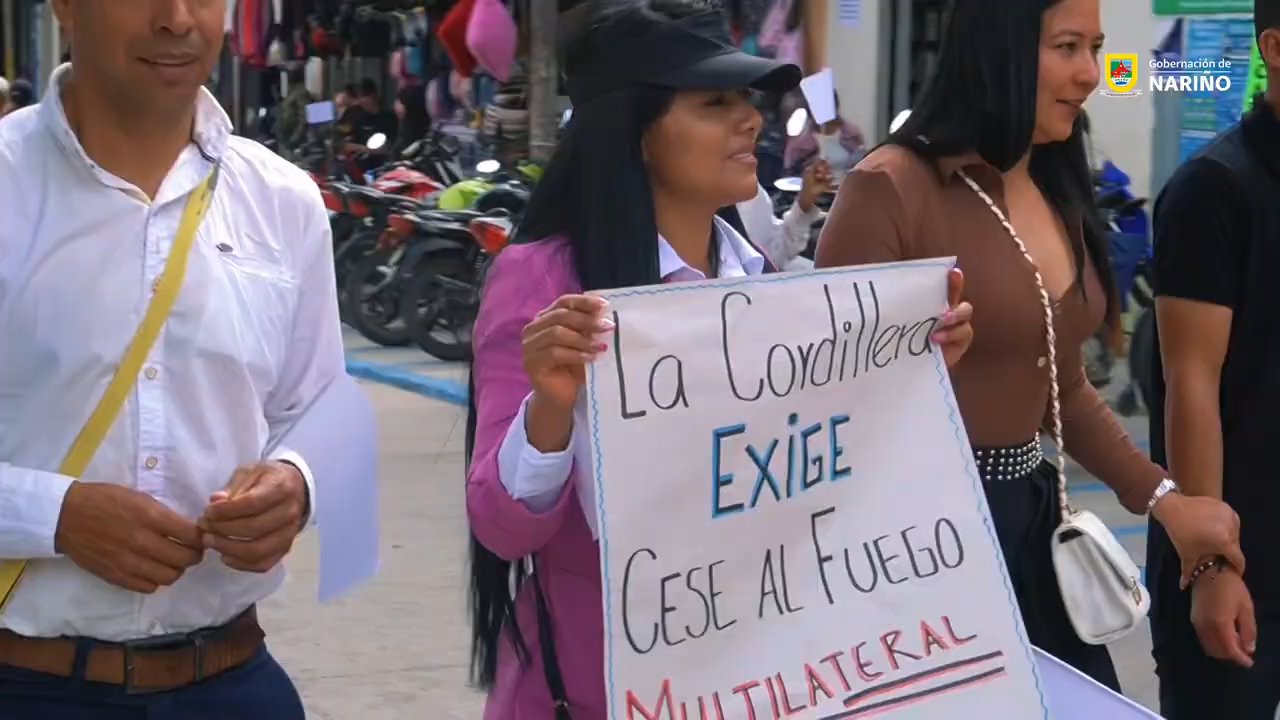 Gobernación de
NARIÑO
La Cordillera
EXiGE
CESE AL FUEGO
MULTILATERAL